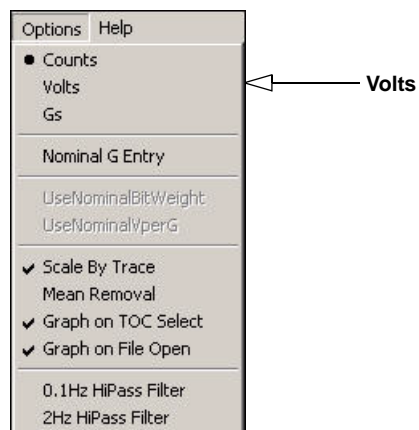 Options Help
Counts
Volts
Volts
Gs
Nominal G Entry
UseNominalBitWeight
UseNominalVperG
Scale By Trace
Mean Removal
Graph on TOC Select
Graph on File Open
0.1Hz HiPass Filter
2Hz HiPass Filter